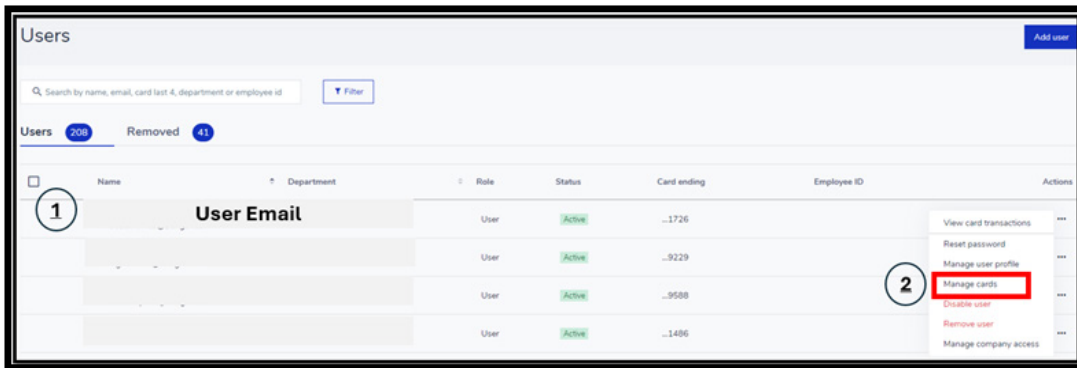 Users
Add user
Search by name, email, card last 4, department or employee id
Filter
Users 208 Removed 41
Name Department Role Status Card ending Employee ID Actions
1 User Email User Active ...1726
View card transactions
Reset password
User Active ...9229
Manage user profile
2 Manage cards
User Active ...9588
Disable user
Remove user
User Active ...1486
Manage company access